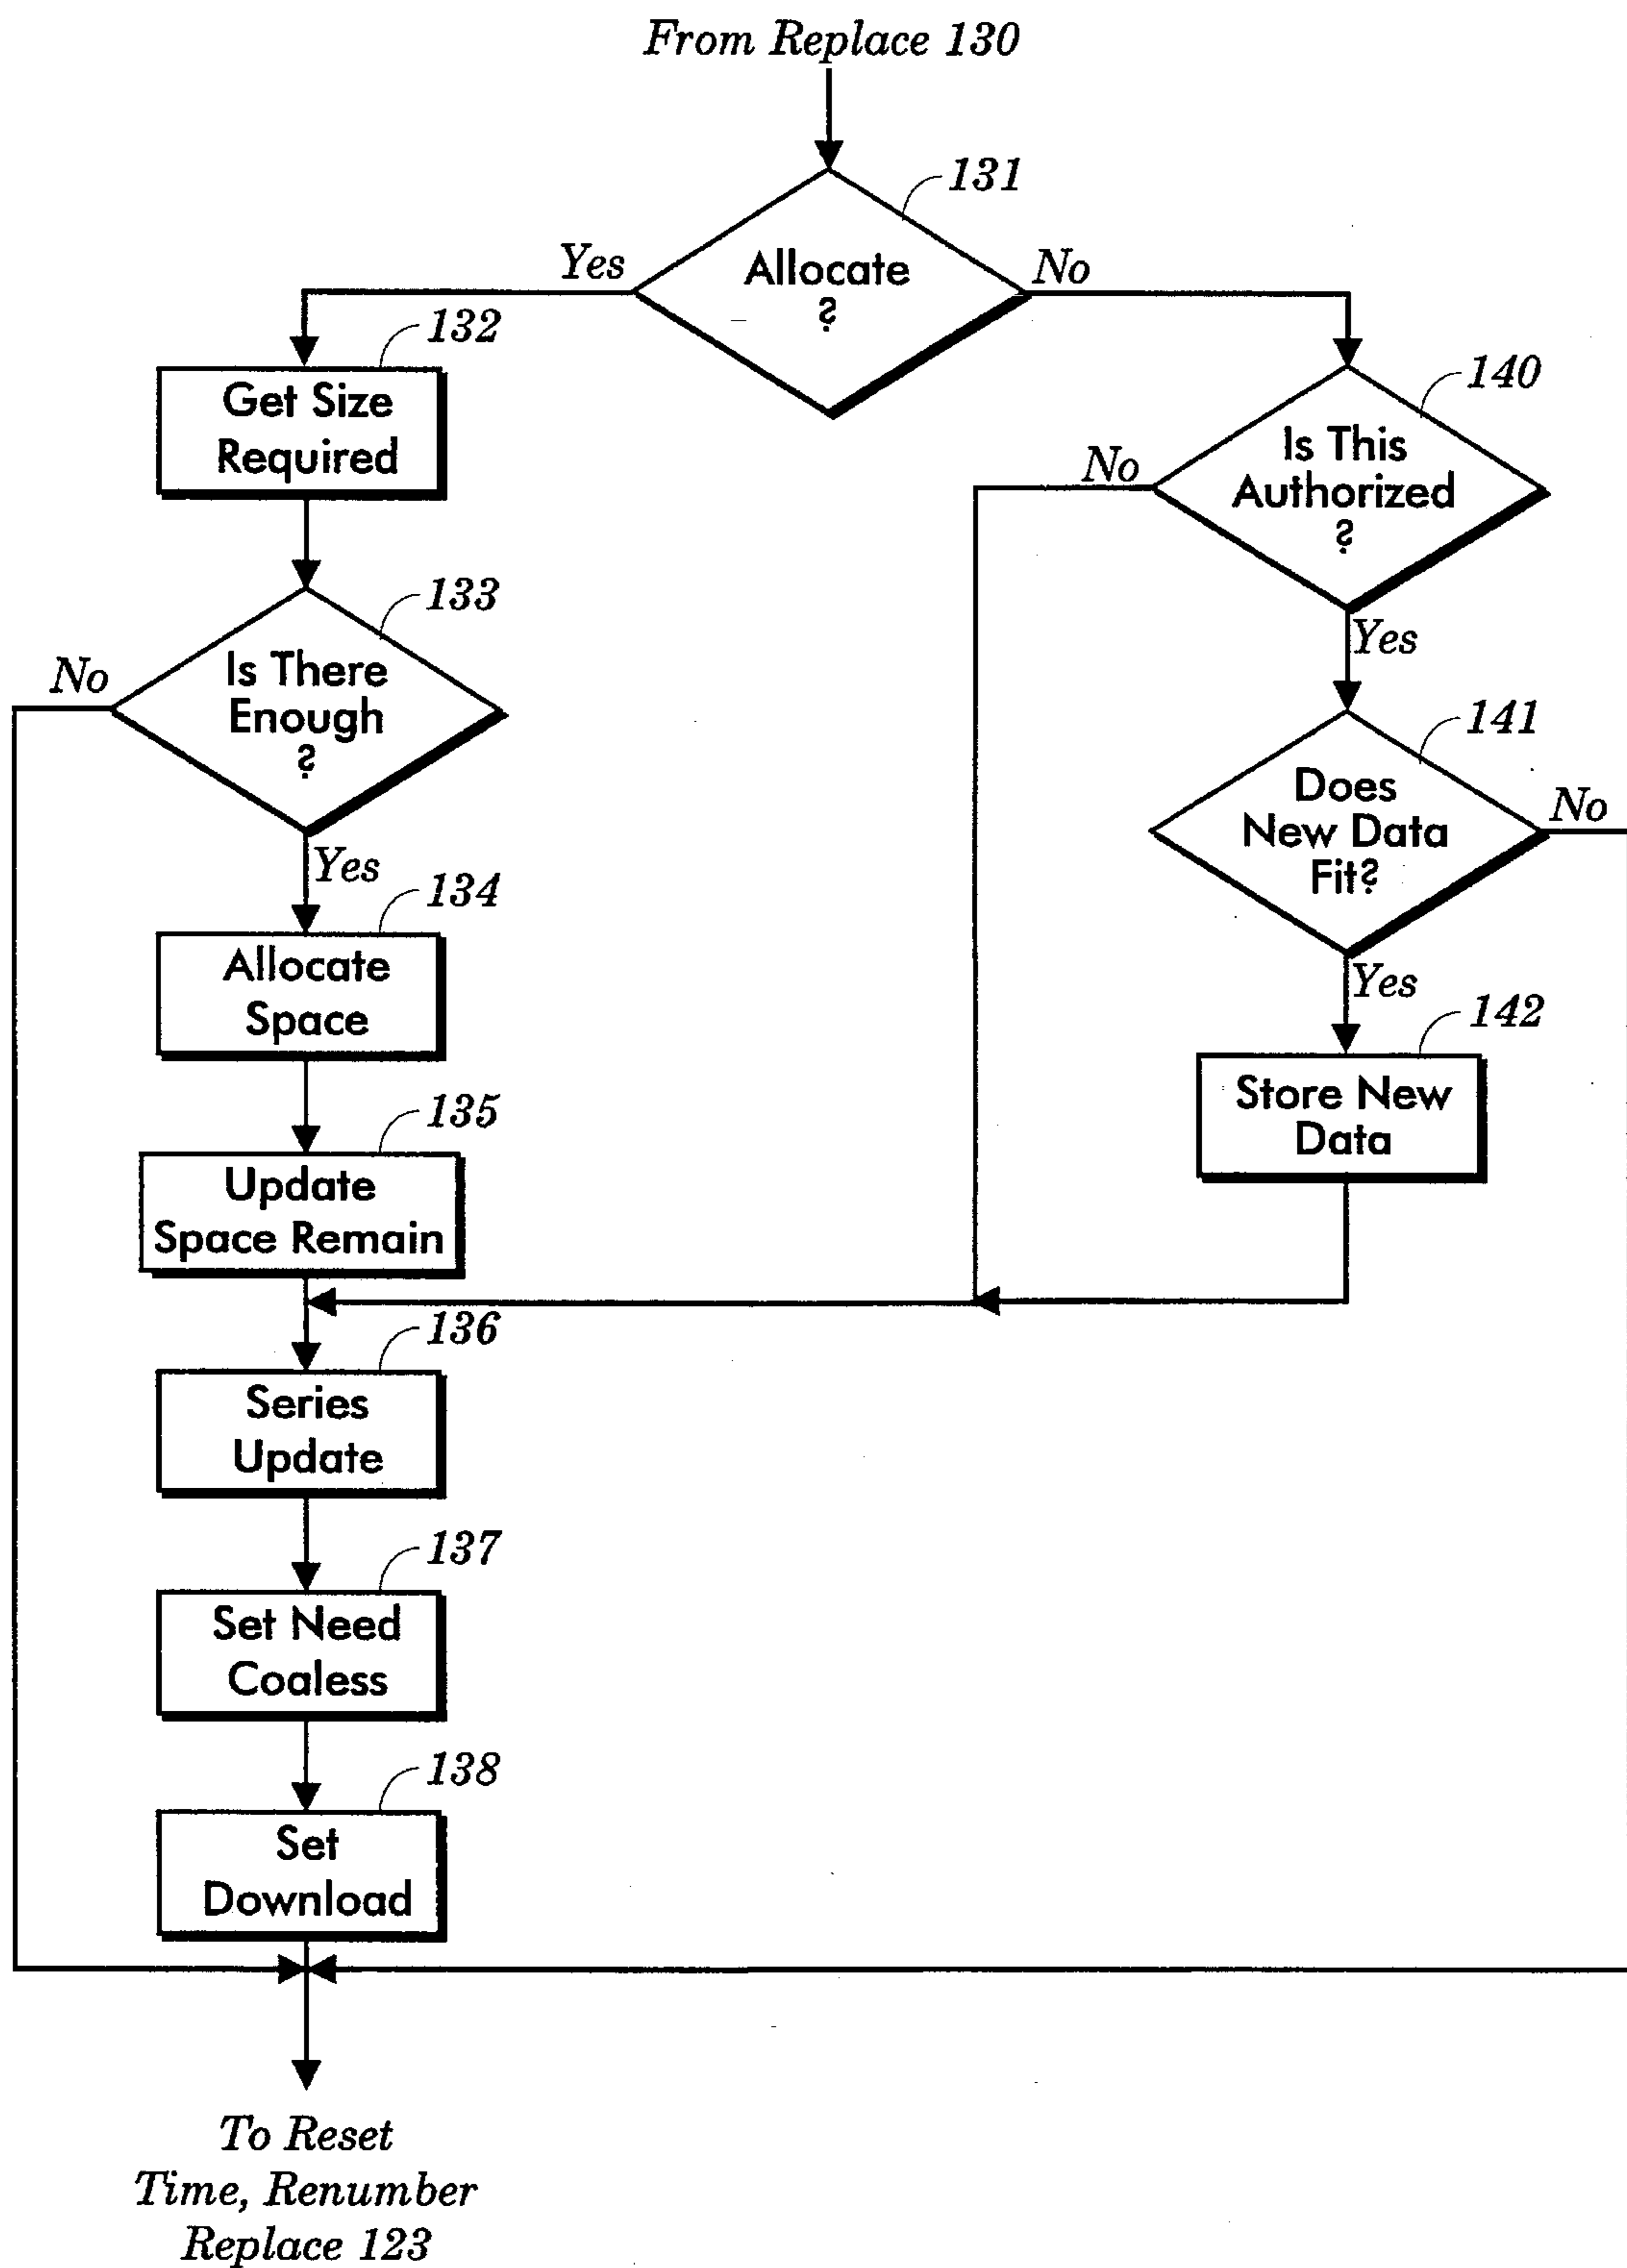 From Replace 130
131
Allocate
?
Yes
No
132
Get Size
Required
140
Is This
Authorized
?
No
Yes
133
Is There
Enough
?
No
Yes
141
Does
New Data
Fit?
No
Yes
134
Allocate
Space
142
Store New
Data
135
Update
Space Remain
136
Series
Update
137
Set Need
Coaless
138
Set
Download
To Reset
Time, Renumber
Replace 123